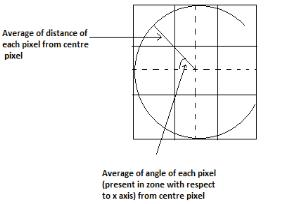 Average of distance of
each pixel from centre
pixel
Average of angle of each pixel
(present in zone with respect
to x axis) from centre pixel